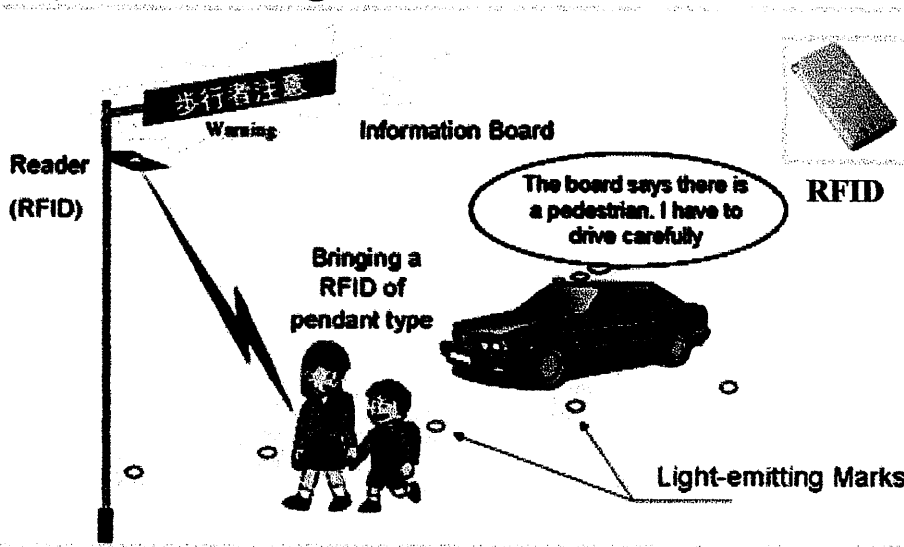 歩行者注意
Warning
Information Board
Reader
(RFID)
The board says there is
a pedestrian. I have to
drive carefully
RFID
Bringing a
RFID of
pendant type
Light-emitting Marks